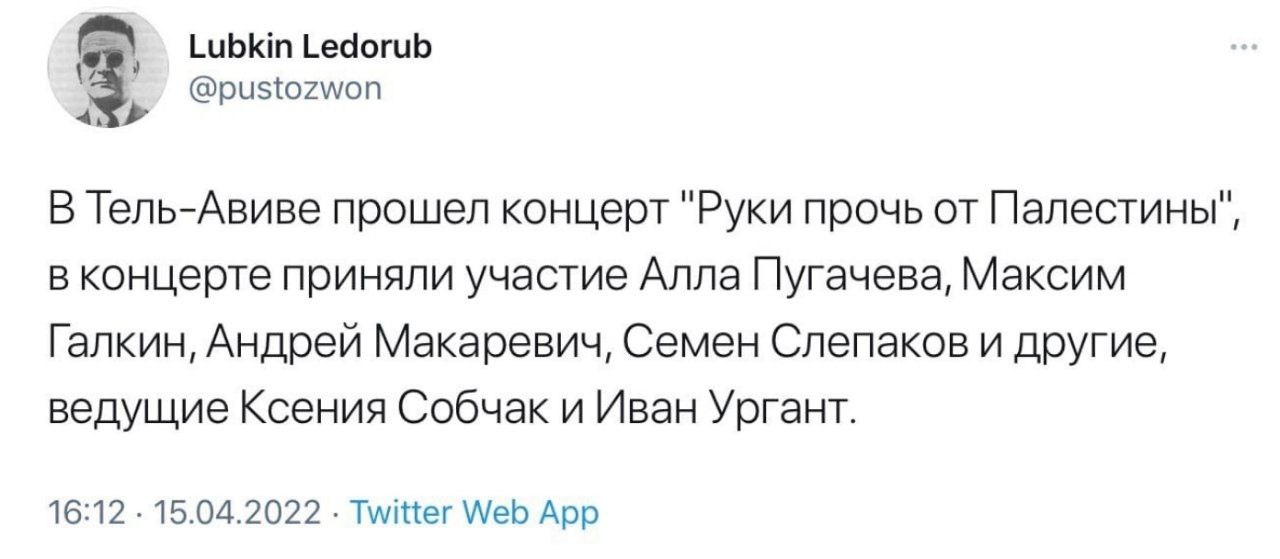 Lubkin Ledorub
@pustozwon
В Тель-Авиве прошел концерт "Руки прочь от Палестины",
в концерте приняли участие Алла Пугачева, Максим
Галкин, Андрей Макаревич, Семен Слепаков и другие,
ведущие Ксения Собчак и Иван Ургант.
16:12 · 15.04.2022 · Twitter Web App